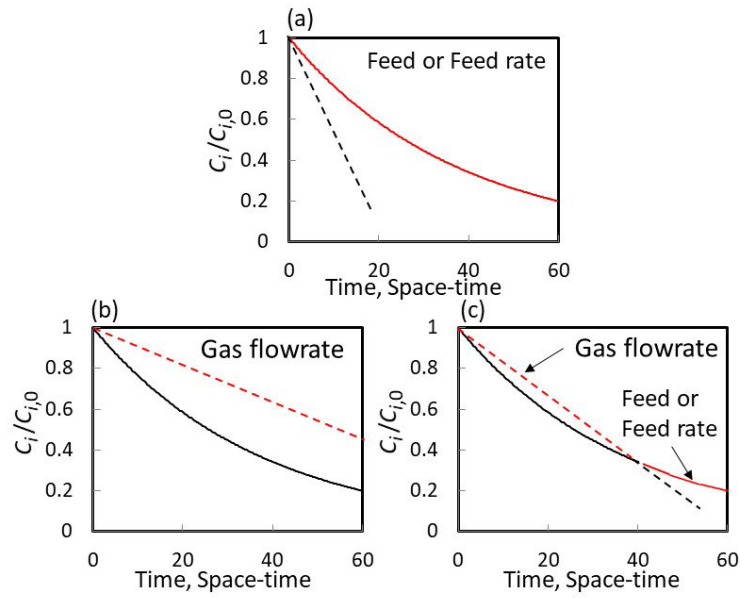 (a)
Feed or Feed rate
1
0.8
0.6
0.4
0.2
0
Ci/Ci,0
0 20 40 60
Time, Space-time
(b)
Gas flowrate
1
0.8
0.6
0.4
0.2
0
Ci/Ci,0
0 20 40 60
Time, Space-time
(c)
Gas flowrate
Feed or
Feed rate
1
0.8
0.6
0.4
0.2
0
Ci/Ci,0
0 20 40 60
Time, Space-time